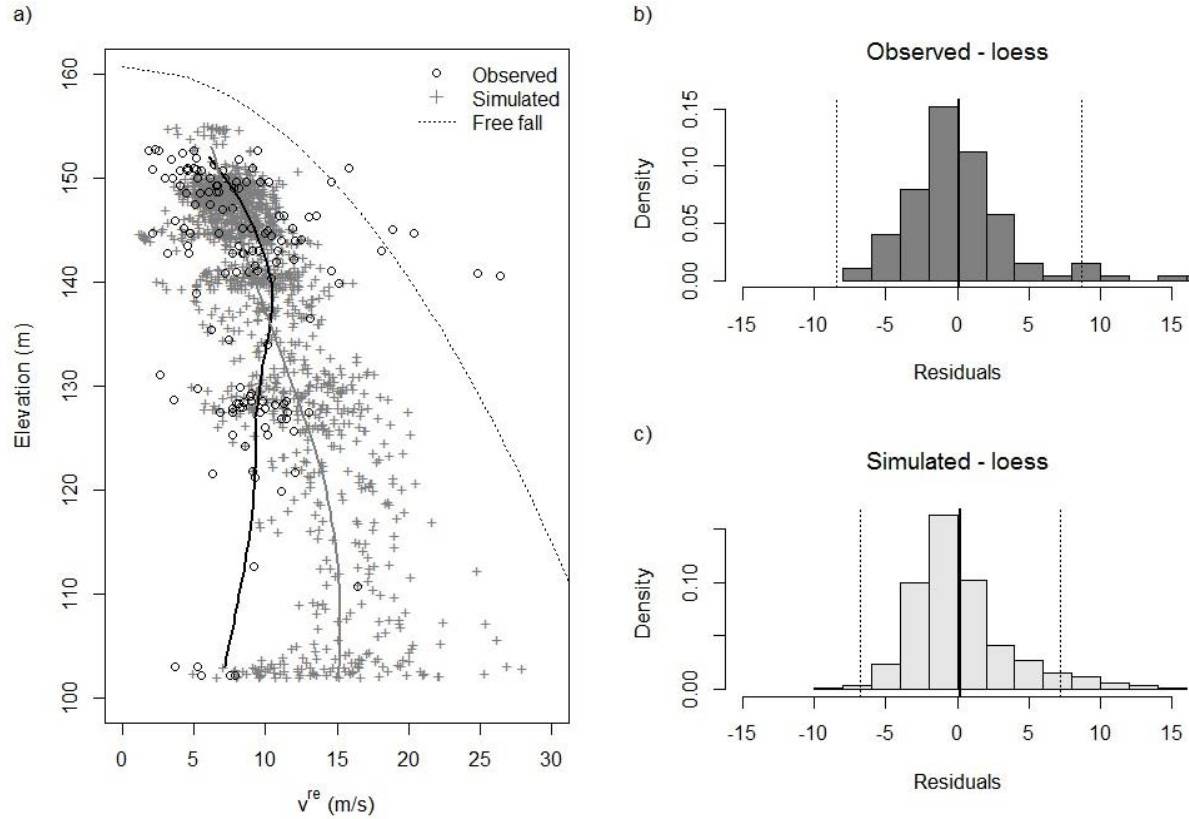 a)
Observed
Simulated
Free fall
Elevation (m)
160
150
140
130
120
110
100
0 5 10 15 20 25 30
v^re (m/s)
b)
Observed - loess
Density
0.15
0.10
0.05
0.00
-15 -10 -5 0 5 10 15
Residuals
c)
Simulated - loess
Density
0.10
0.00
-15 -10 -5 0 5 10 15
Residuals